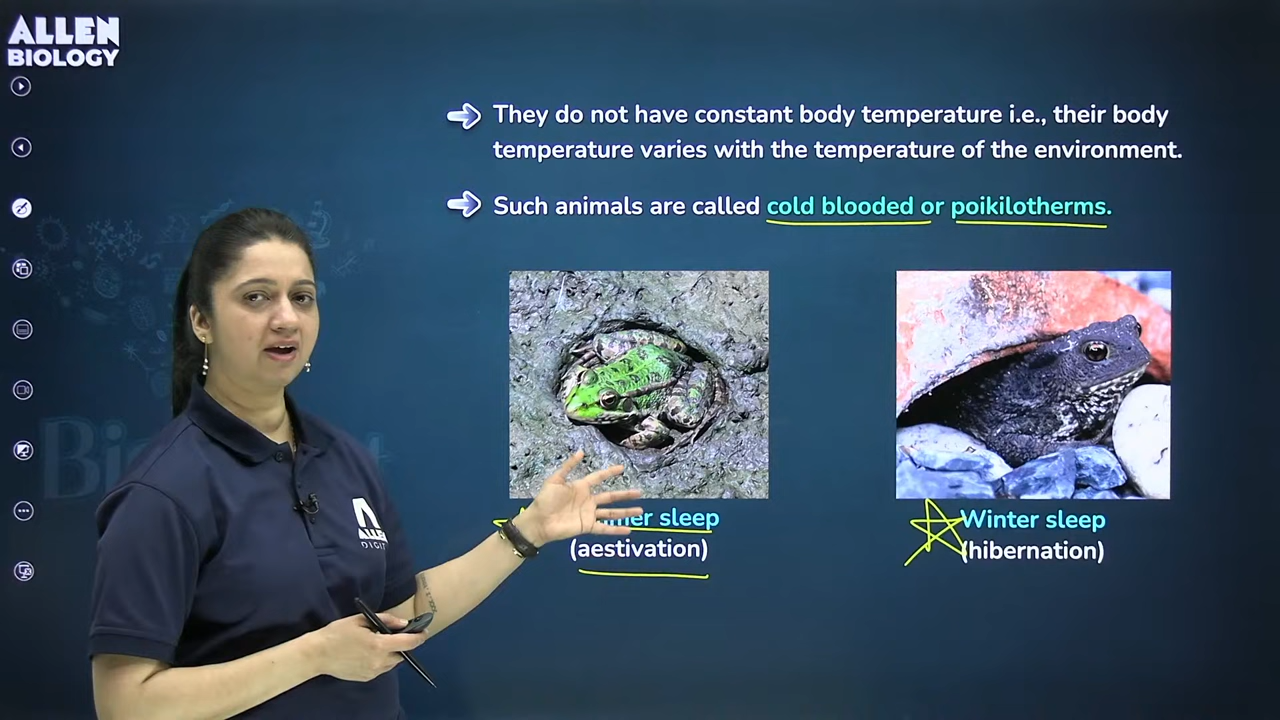 ALLEN
BIOLOGY
They do not have constant body temperature i.e., their body
temperature varies with the temperature of the environment.
Such animals are called cold blooded or poikilotherms.
sleep
(aestivation)
Winter sleep
(hibernation)